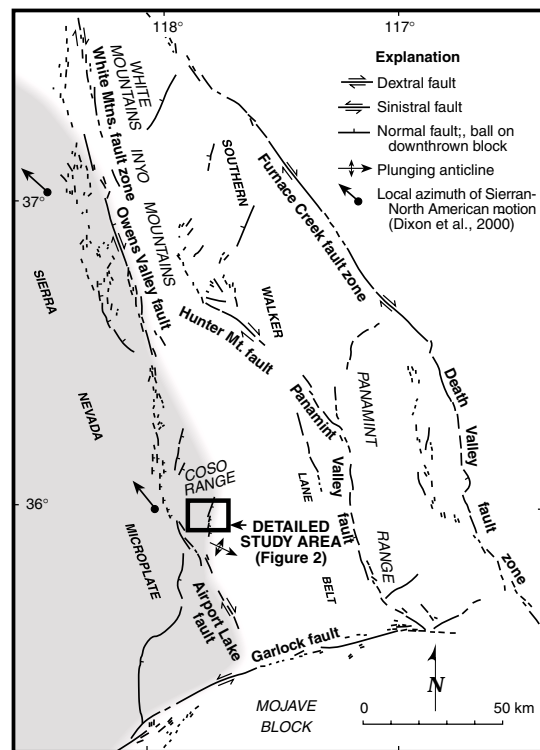 118°
117°
Explanation
Dextral fault
Sinistral fault
Normal fault;, ball on
downthrown block
Plunging anticline
Local azimuth of Sierran-
North American motion
(Dixon et al., 2000)
WHITE
MOUNTAINS
White Mtns. fault zone
INYO
MOUNTAINS
Owens Valley fault
SOUTHERN
WALKER
LANE
BELT
Furnace Creek fault zone
37°
SIERRA
NEVADA
MICROPLATE
Hunter Mt. fault
Panamint
Valley fault
PANAMINT
RANGE
Death
Valley
fault
zone
36°
COSO
RANGE
DETAILED
STUDY AREA
(Figure 2)
Airport Lake
fault
Garlock fault
MOJAVE
BLOCK
N
0 50 km
118°
117°